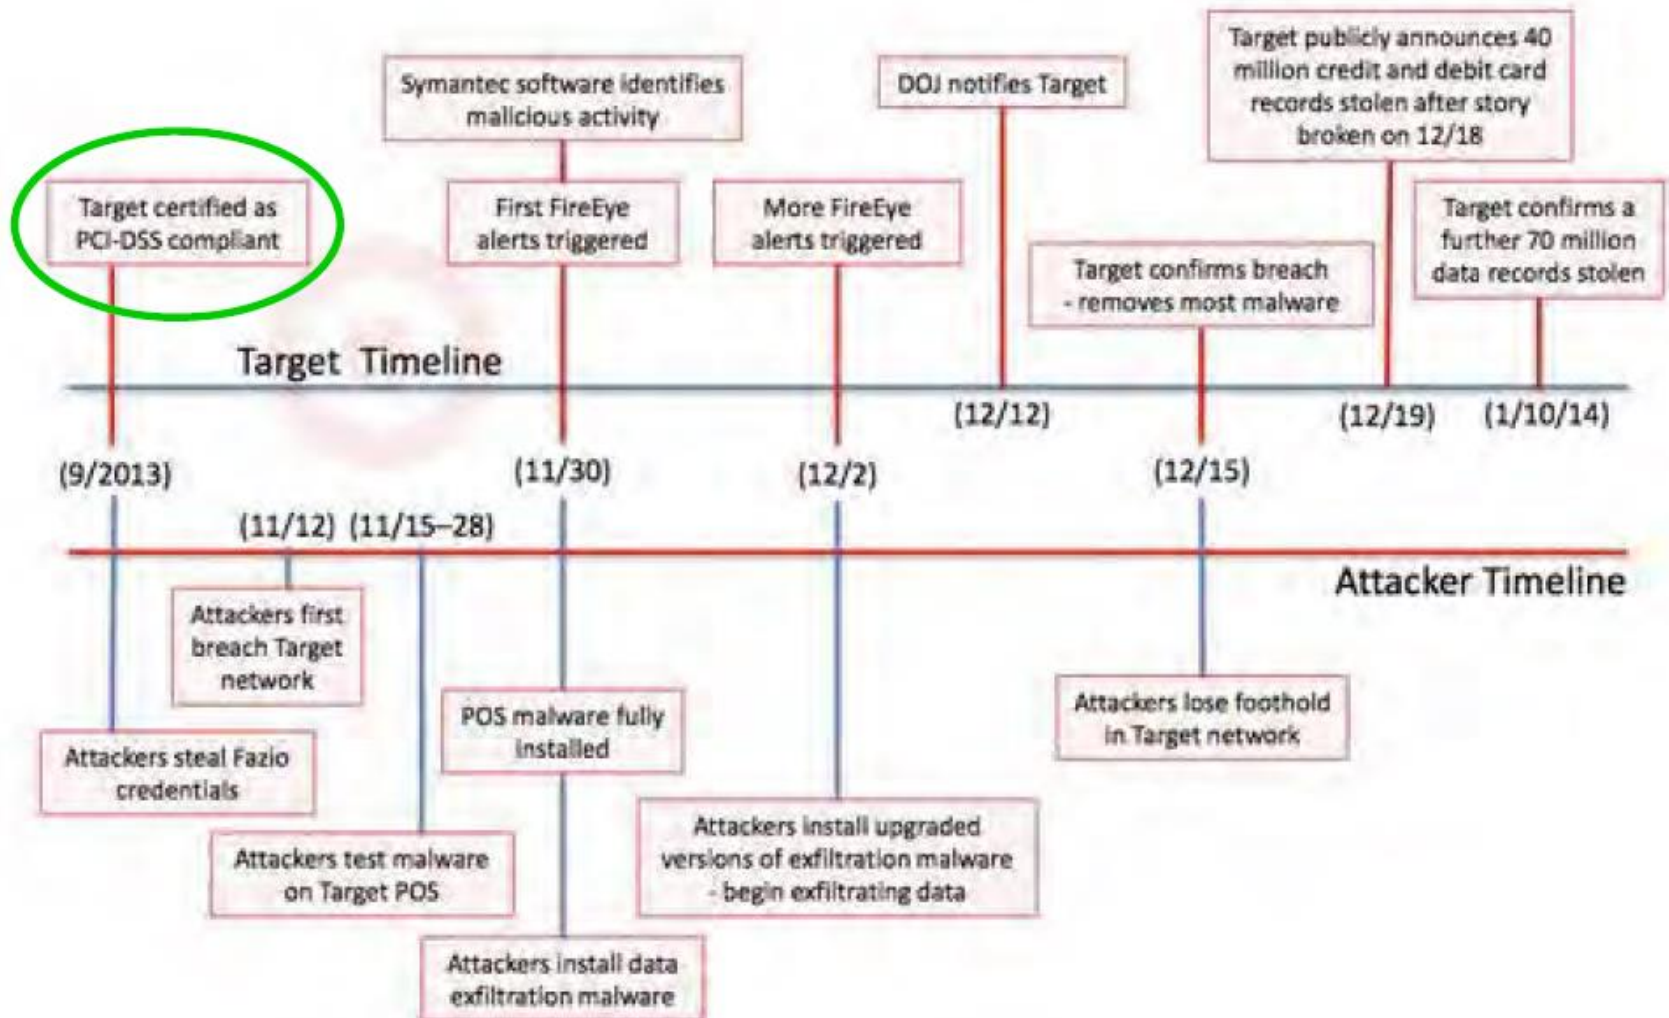 Target publicly announces 40
million credit and debit card
records stolen after story
broken on 12/18
Symantec software identifies
malicious activity
DOJ notifies Target
Target certified as
PCI-DSS compliant
First FireEye
alerts triggered
More FireEye
alerts triggered
Target confirms a
further 70 million
data records stolen
Target confirms breach
- removes most malware
Target Timeline
(12/12)
(12/19)
(1/10/14)
(9/2013)
(11/30)
(12/2)
(12/15)
(11/12)
(11/15–28)
Attacker Timeline
Attackers first
breach Target
network
Attackers steal Fazio
credentials
POS malware fully
installed
Attackers lose foothold
in Target network
Attackers test malware
on Target POS
Attackers install upgraded
versions of exfiltration malware
- begin exfiltrating data
Attackers install data
exfiltration malware